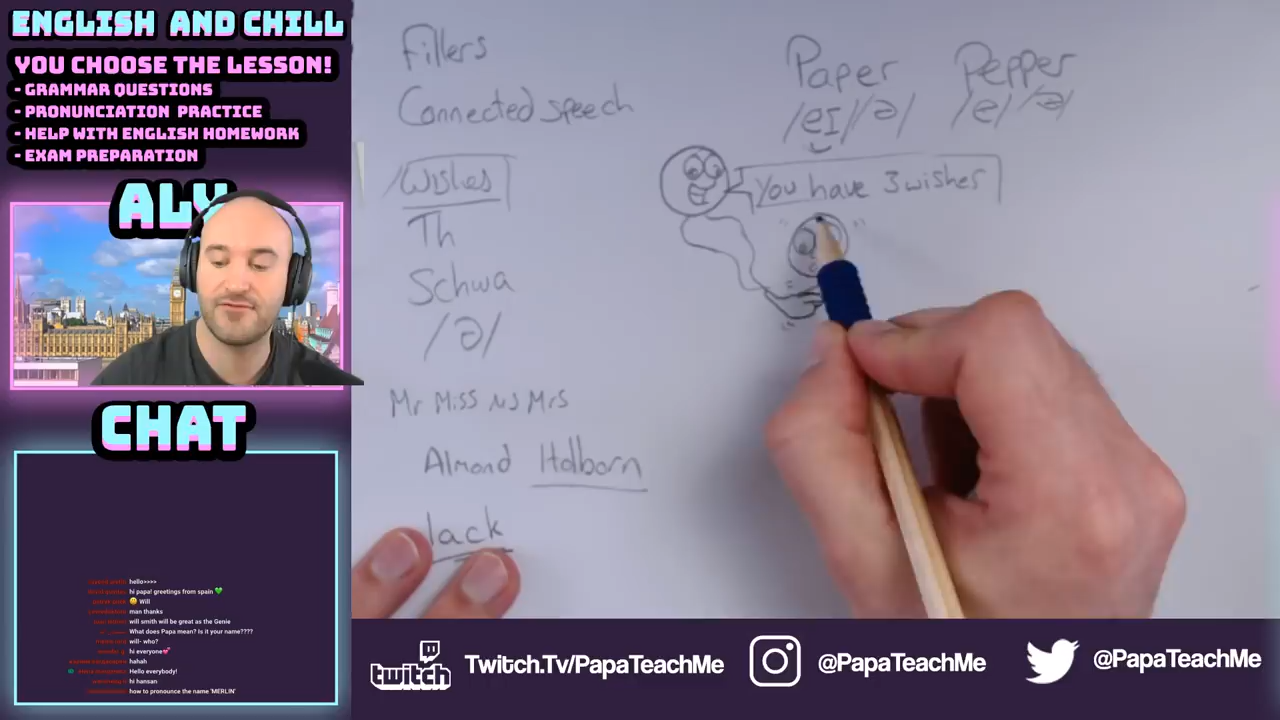 ENGLISH AND CHILL
YOU CHOOSE THE LESSON!
- GRAMMAR QUESTIONS
- PRONUNCIATION PRACTICE
- HELP WITH ENGLISH HOMEWORK
- EXAM PREPARATION
ALY
CHAT
hello>>>>
hi papa! greetings from spain 💚
😄 Will
man thanks
will smith will be great as the Genie
What does Papa mean? Is it your name????
will- who?
hi everyone💕
hahah
Hello everybody!
hi hansan
how to pronounce the name 'MERLIN'
Fillers
Connected speech
Wishes
Th
Schwa
/ə/
Mr Miss Ms Mrs
Almond Holborn
lack
Paper Pepper
/eɪ/ /ə/ /e/ /ə/
You have 3 wishes
twitch
Twitch.Tv/PapaTeachMe
@PapaTeachMe
@PapaTeachMe